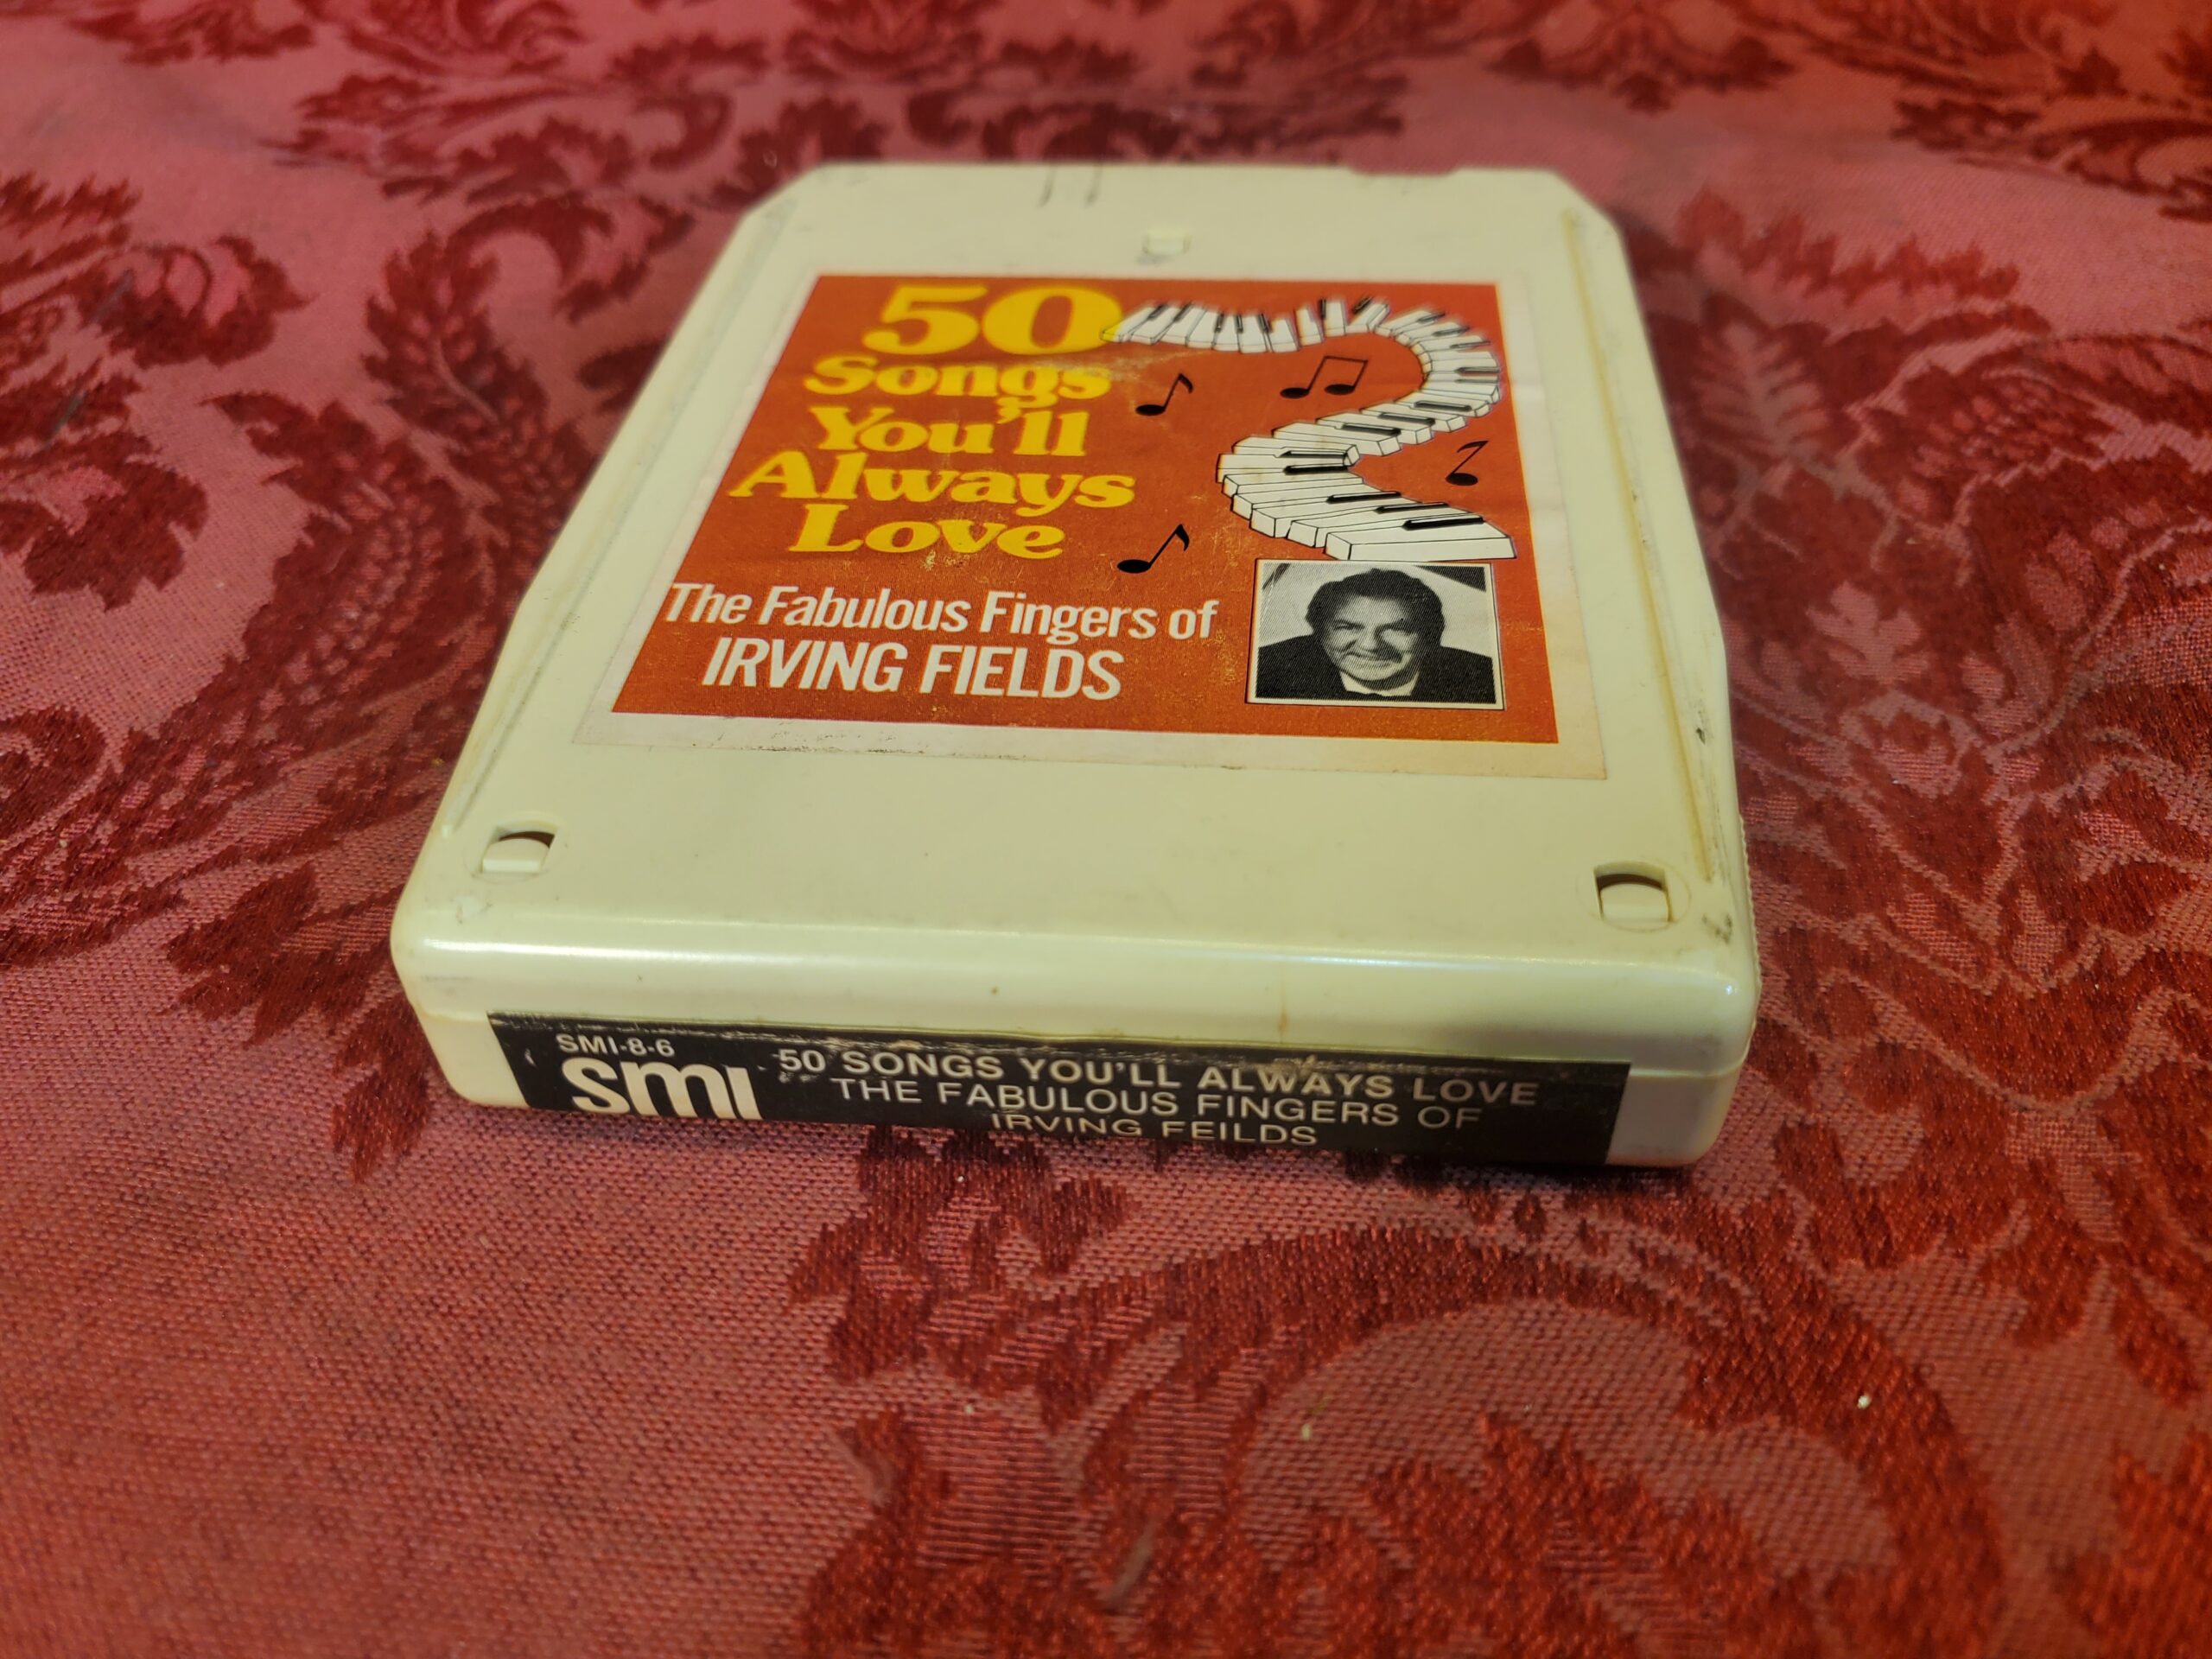 50
Songs
You'll
Always
Love
The Fabulous Fingers of
IRVING FIELDS
SMI-8-6
smi
50 SONGS YOU'LL ALWAYS LOVE
THE FABULOUS FINGERS OF
IRVING FEILDS